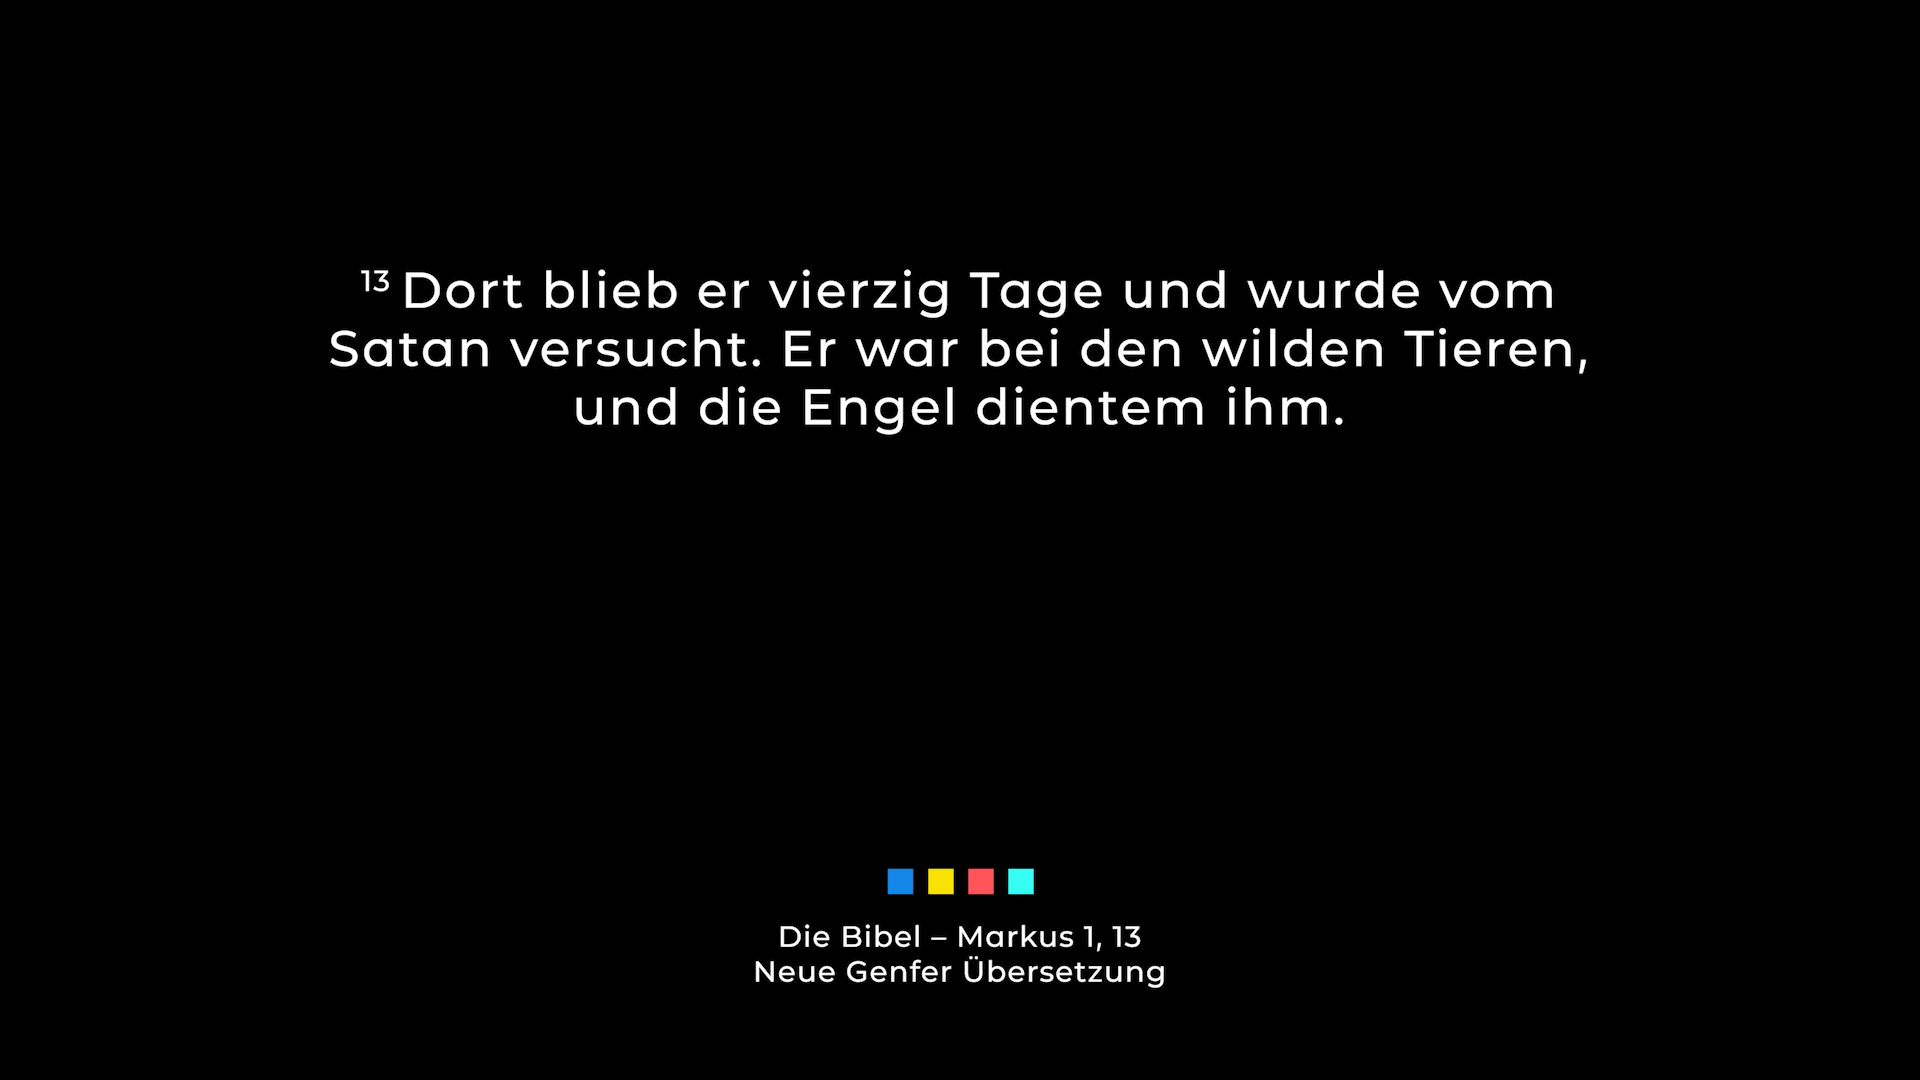 13 Dort blieb er vierzig Tage und wurde vom
Satan versucht. Er war bei den wilden Tieren,
und die Engel dientem ihm.
Die Bibel – Markus 1, 13
Neue Genfer Übersetzung